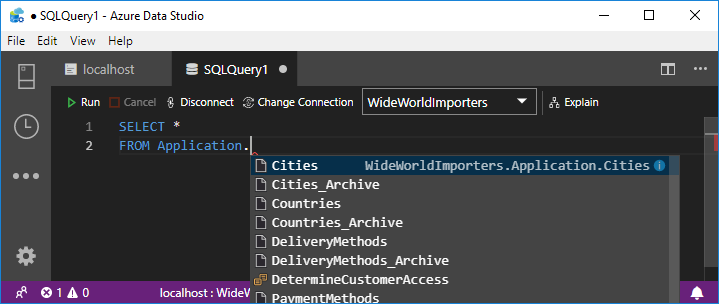 ● SQLQuery1 - Azure Data Studio
File Edit View Help
localhost SQLQuery1 ●
Run Cancel Disconnect Change Connection WideWorldImporters Explain
1 SELECT *
2 FROM Application.
Cities WideWorldImporters.Application.Cities
Cities_Archive
Countries
Countries_Archive
DeliveryMethods
DeliveryMethods_Archive
DetermineCustomerAccess
PaymentMethods
1 0 localhost : WideW